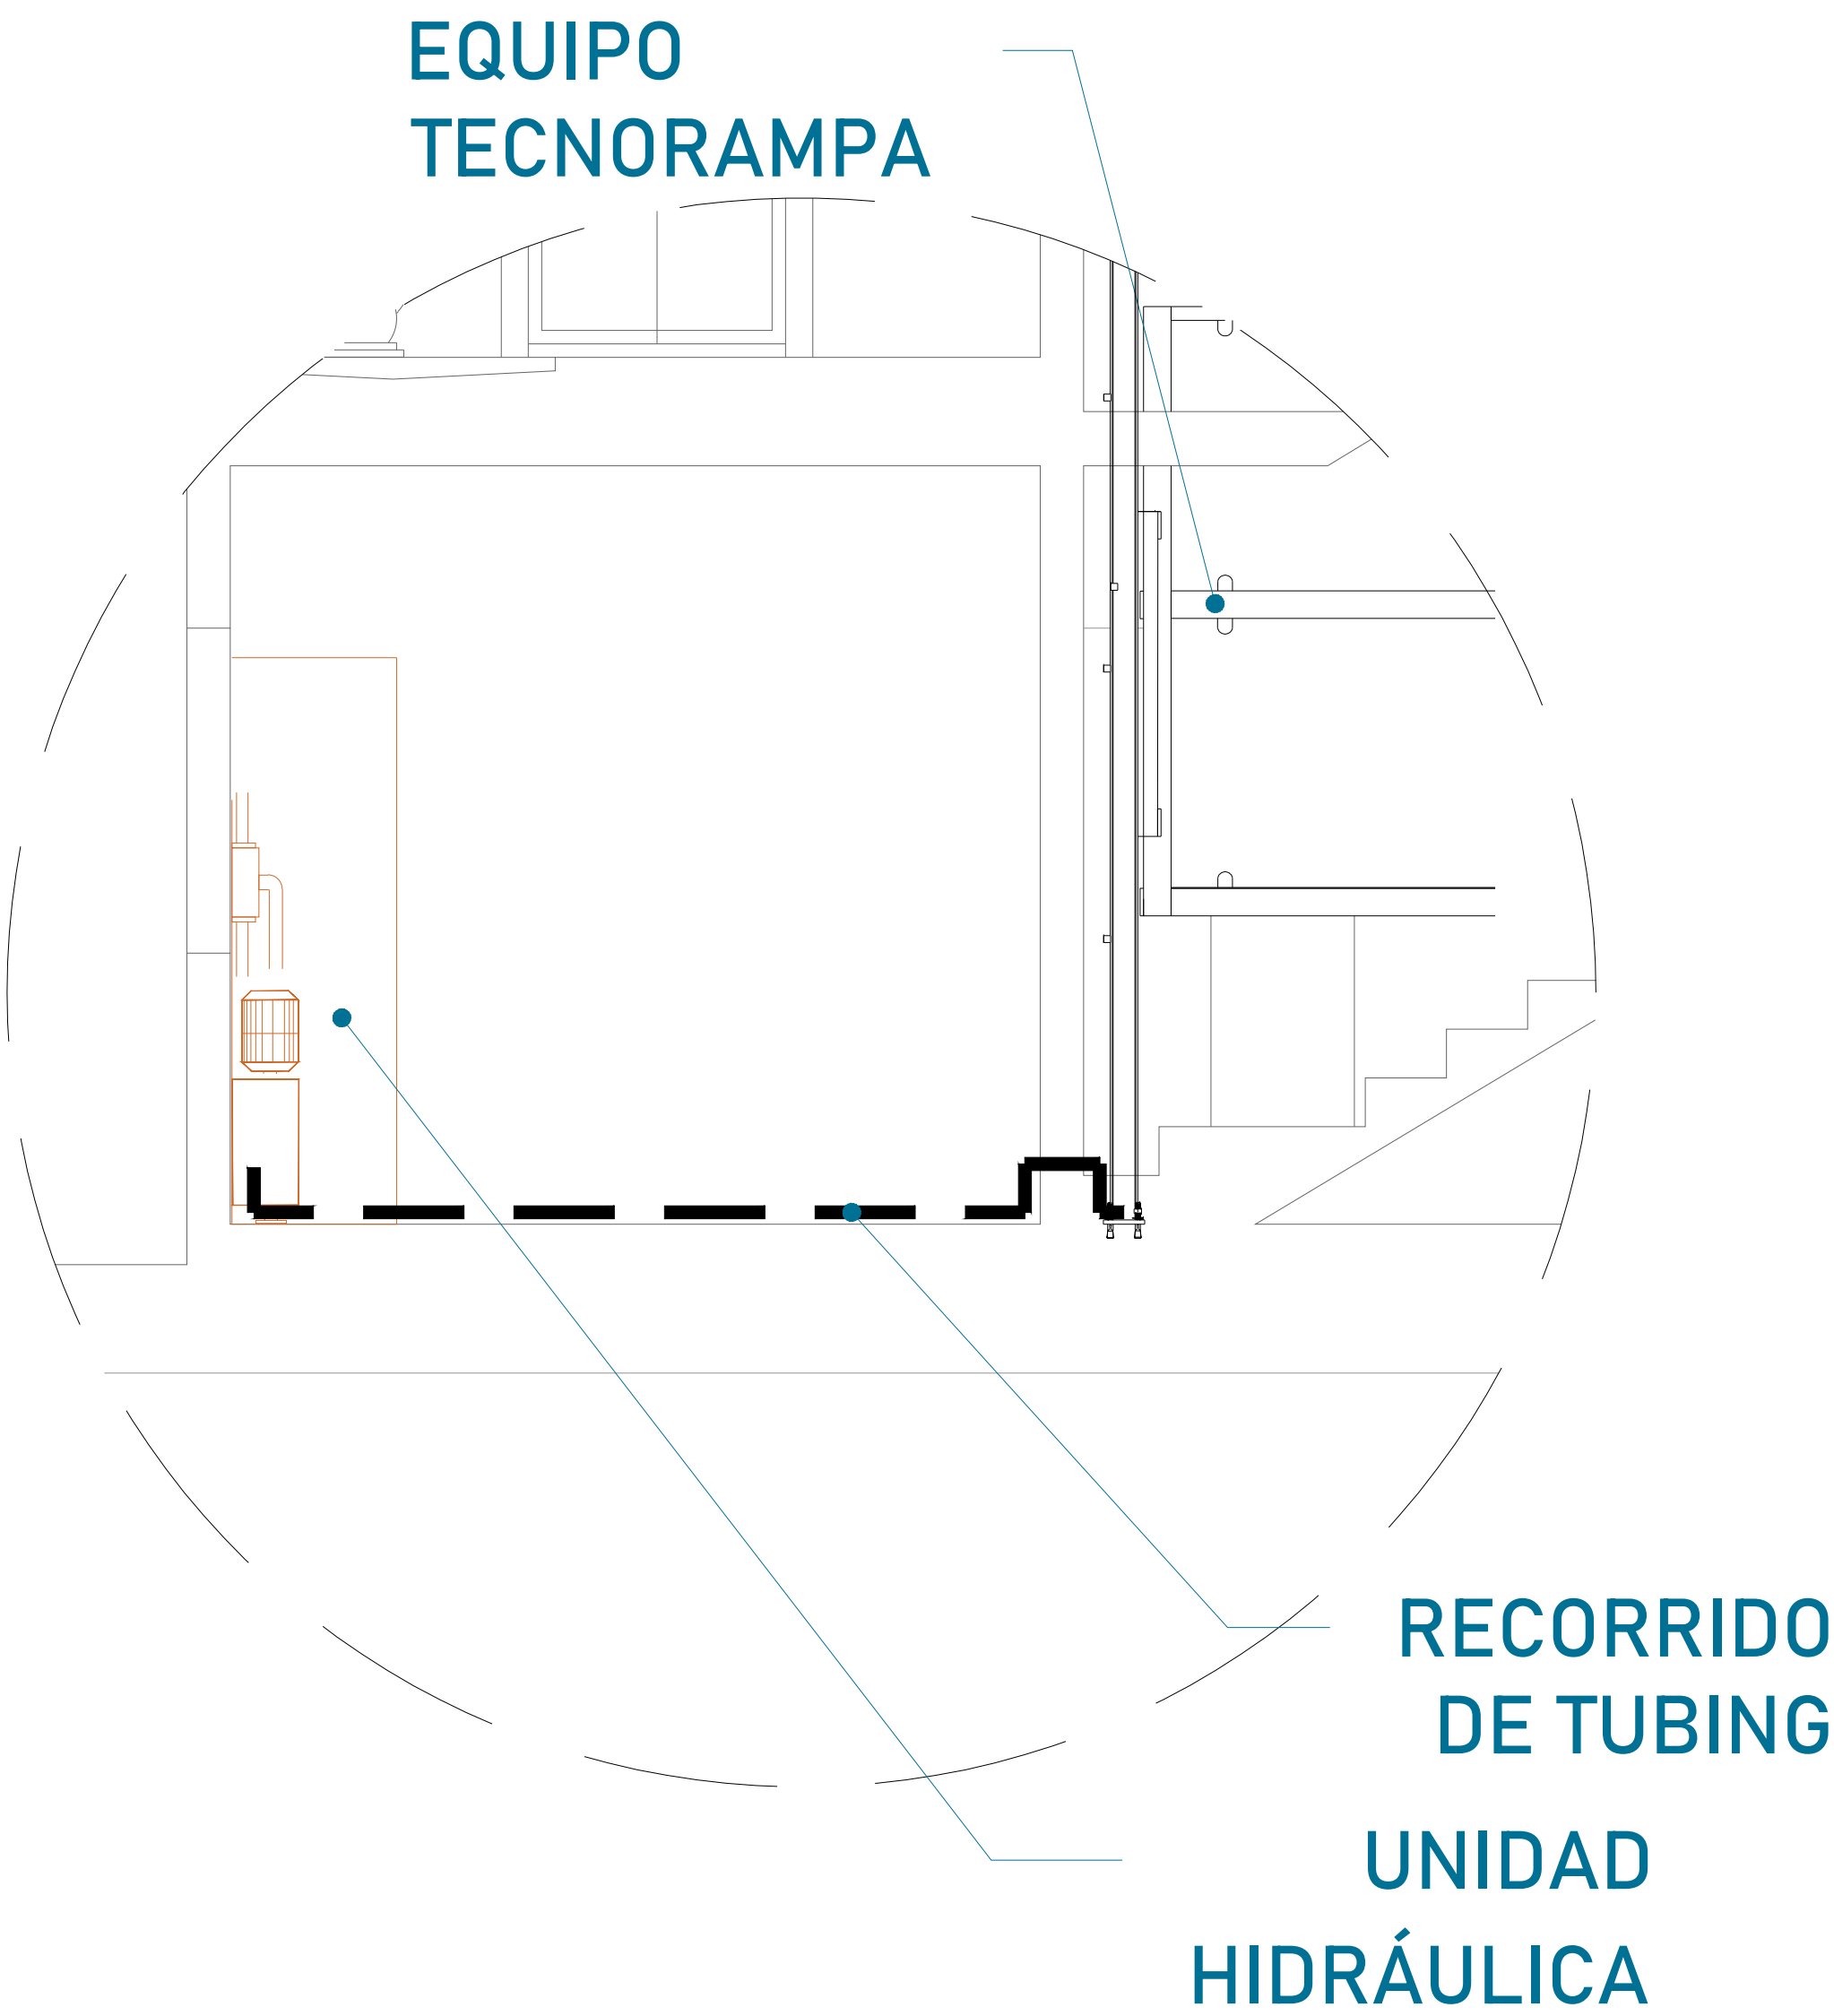 EQUIPO
TECNORAMPA
RECORRIDO
DE TUBING
UNIDAD
HIDRÁULICA